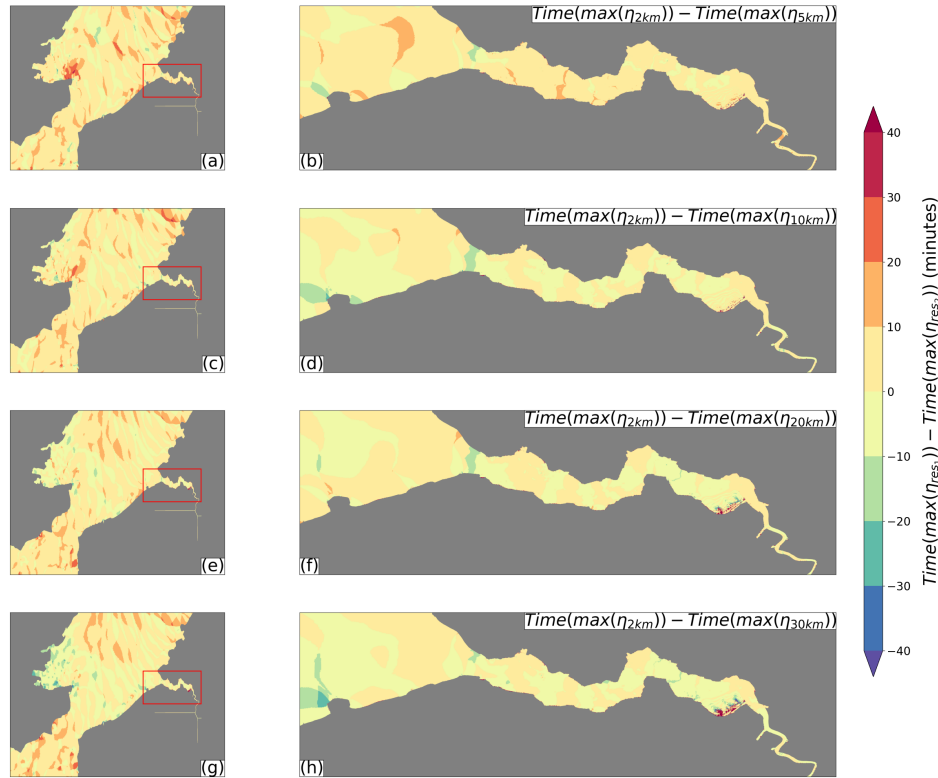 Time(max(η2km)) − Time(max(η5km))
(a)
(b)
Time(max(η2km)) − Time(max(η10km))
(c)
(d)
Time(max(η2km)) − Time(max(η20km))
(e)
(f)
Time(max(η2km)) − Time(max(η30km))
(g)
(h)
40
30
20
10
0
−10
−20
−30
−40
Time(max(ηres1)) − Time(max(ηres2)) (minutes)